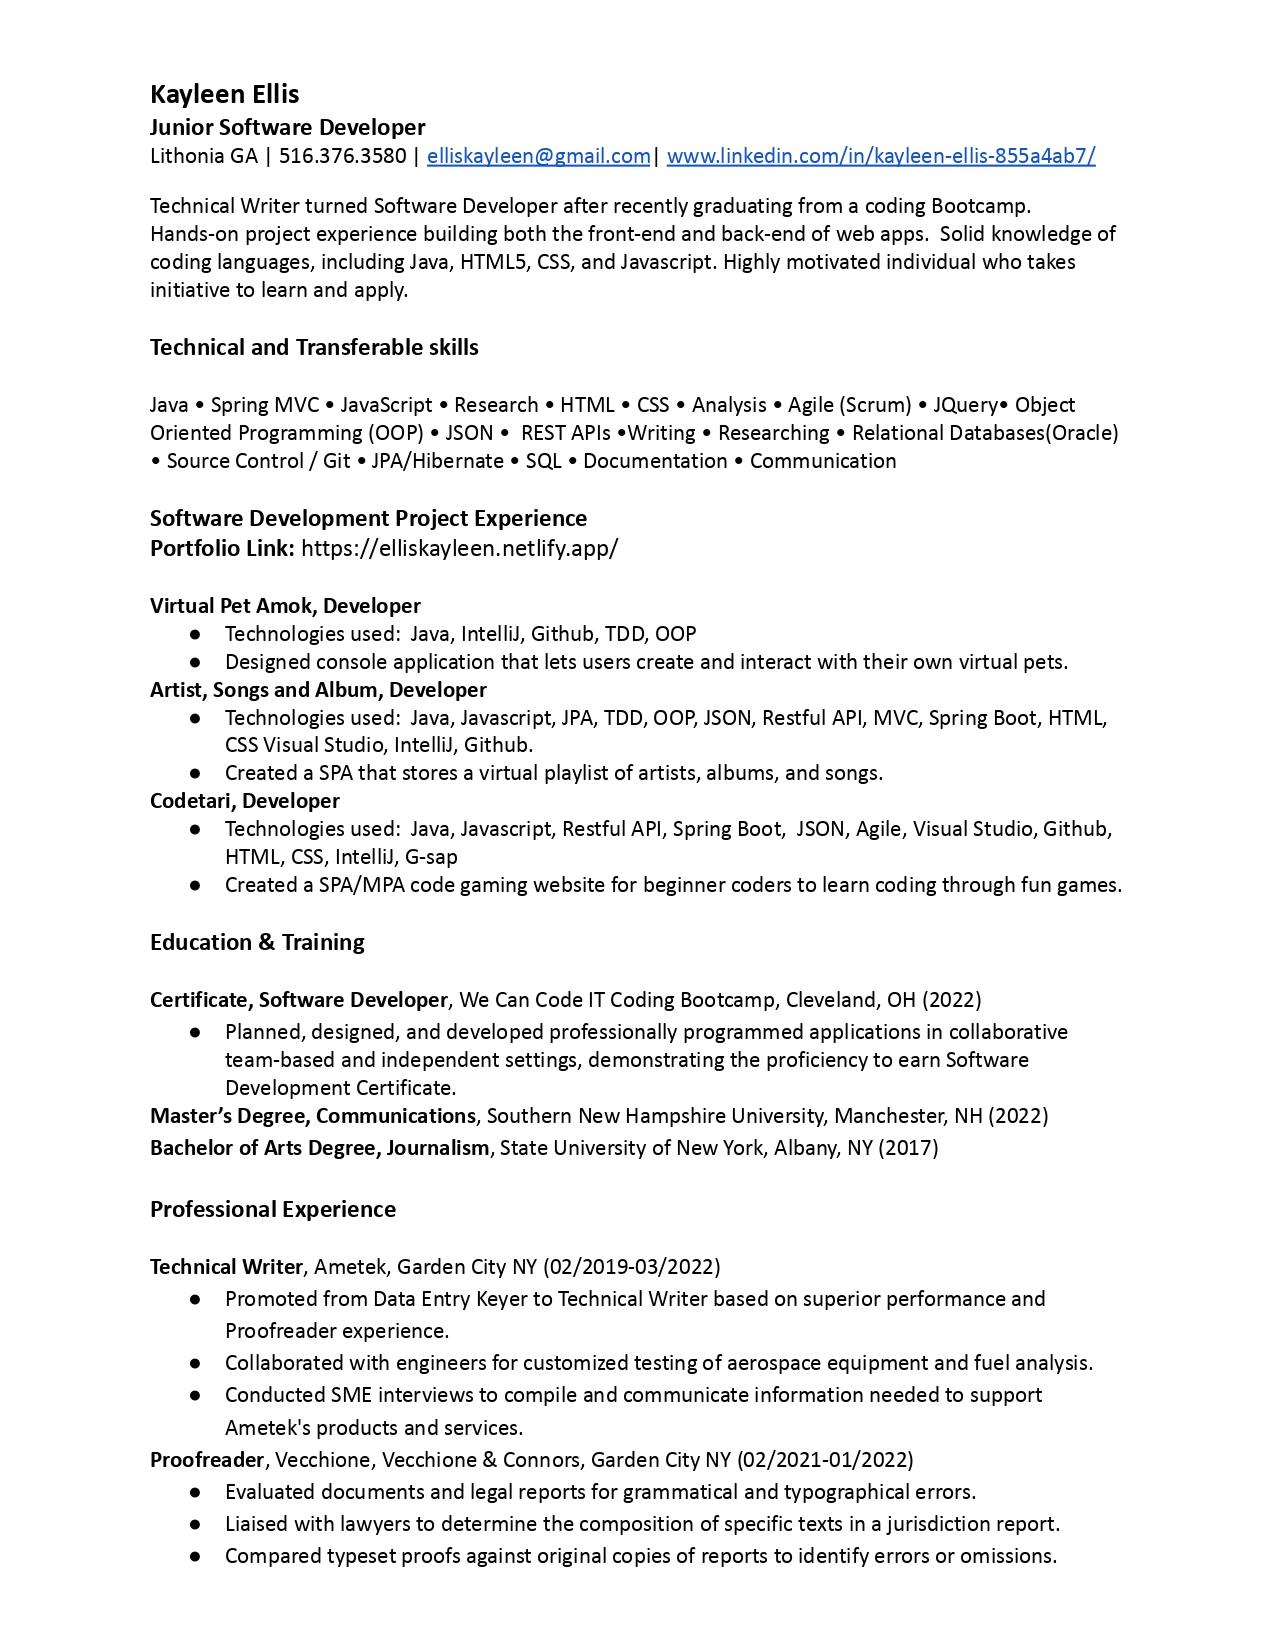 Kayleen Ellis
Junior Software Developer
Lithonia GA | 516.376.3580 | elliskayleen@gmail.com| www.linkedin.com/in/kayleen-ellis-855a4ab7/
Technical Writer turned Software Developer after recently graduating from a coding Bootcamp.
Hands-on project experience building both the front-end and back-end of web apps.  Solid knowledge of
coding languages, including Java, HTML5, CSS, and Javascript. Highly motivated individual who takes
initiative to learn and apply.
Technical and Transferable skills
Java • Spring MVC • JavaScript • Research • HTML • CSS • Analysis • Agile (Scrum) • JQuery• Object
Oriented Programming (OOP) • JSON •  REST APIs •Writing • Researching • Relational Databases(Oracle)
• Source Control / Git • JPA/Hibernate • SQL • Documentation • Communication
Software Development Project Experience
Portfolio Link: https://elliskayleen.netlify.app/
Virtual Pet Amok, Developer
● Technologies used:  Java, IntelliJ, Github, TDD, OOP
● Designed console application that lets users create and interact with their own virtual pets.
Artist, Songs and Album, Developer
● Technologies used:  Java, Javascript, JPA, TDD, OOP, JSON, Restful API, MVC, Spring Boot, HTML,
CSS Visual Studio, IntelliJ, Github.
● Created a SPA that stores a virtual playlist of artists, albums, and songs.
Codetari, Developer
● Technologies used:  Java, Javascript, Restful API, Spring Boot,  JSON, Agile, Visual Studio, Github,
HTML, CSS, IntelliJ, G-sap
● Created a SPA/MPA code gaming website for beginner coders to learn coding through fun games.
Education & Training
Certificate, Software Developer, We Can Code IT Coding Bootcamp, Cleveland, OH (2022)
● Planned, designed, and developed professionally programmed applications in collaborative
team-based and independent settings, demonstrating the proficiency to earn Software
Development Certificate.
Master’s Degree, Communications, Southern New Hampshire University, Manchester, NH (2022)
Bachelor of Arts Degree, Journalism, State University of New York, Albany, NY (2017)
Professional Experience
Technical Writer, Ametek, Garden City NY (02/2019-03/2022)
● Promoted from Data Entry Keyer to Technical Writer based on superior performance and
Proofreader experience.
● Collaborated with engineers for customized testing of aerospace equipment and fuel analysis.
● Conducted SME interviews to compile and communicate information needed to support
Ametek's products and services.
Proofreader, Vecchione, Vecchione & Connors, Garden City NY (02/2021-01/2022)
● Evaluated documents and legal reports for grammatical and typographical errors.
● Liaised with lawyers to determine the composition of specific texts in a jurisdiction report.
● Compared typeset proofs against original copies of reports to identify errors or omissions.